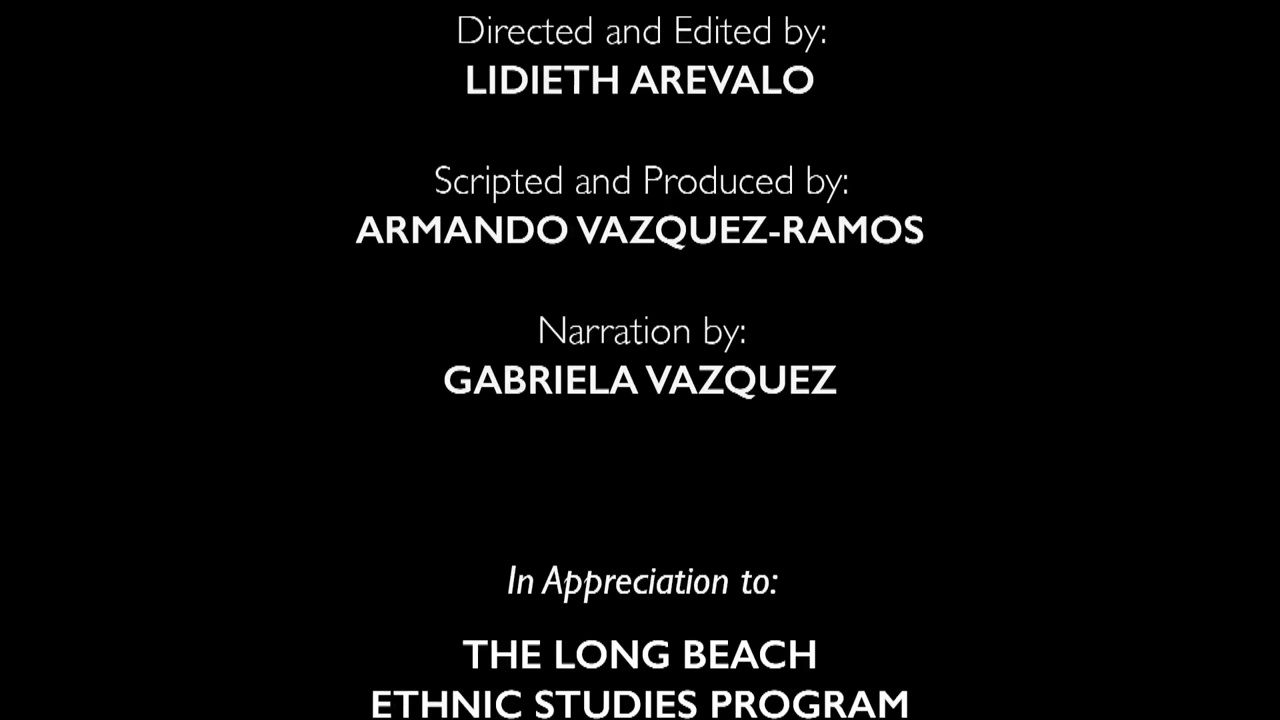 Directed and Edited by:
LIDIETH AREVALO
Scripted and Produced by:
ARMANDO VAZQUEZ-RAMOS
Narration by:
GABRIELA VAZQUEZ
In Appreciation to:
THE LONG BEACH
ETHNIC STUDIES PROGRAM